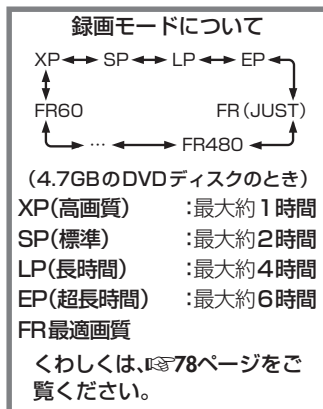 録画モードについて
XP SP LP EP
FR60 FR(JUST)
… FR480
(4.7GBのDVDディスクのとき)
XP(高画質) :最大約1時間
SP(標準) :最大約2時間
LP(長時間) :最大約4時間
EP(超長時間) :最大約6時間
FR最適画質
くわしくは、☞78ページをご
覧ください。